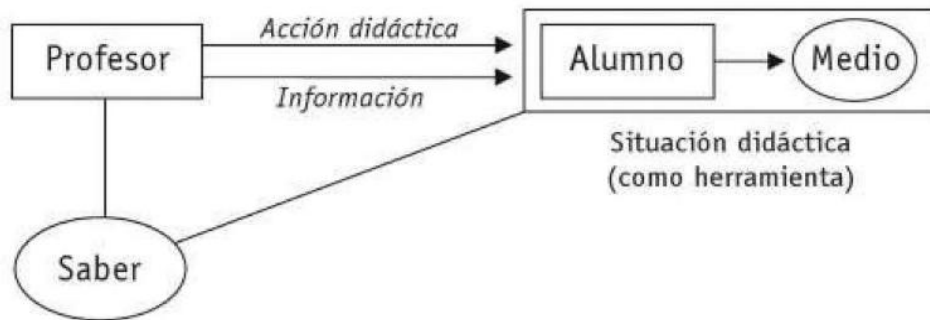 Acción didáctica
Profesor
Alumno
Medio
Información
Situación didáctica
(como herramienta)
Saber